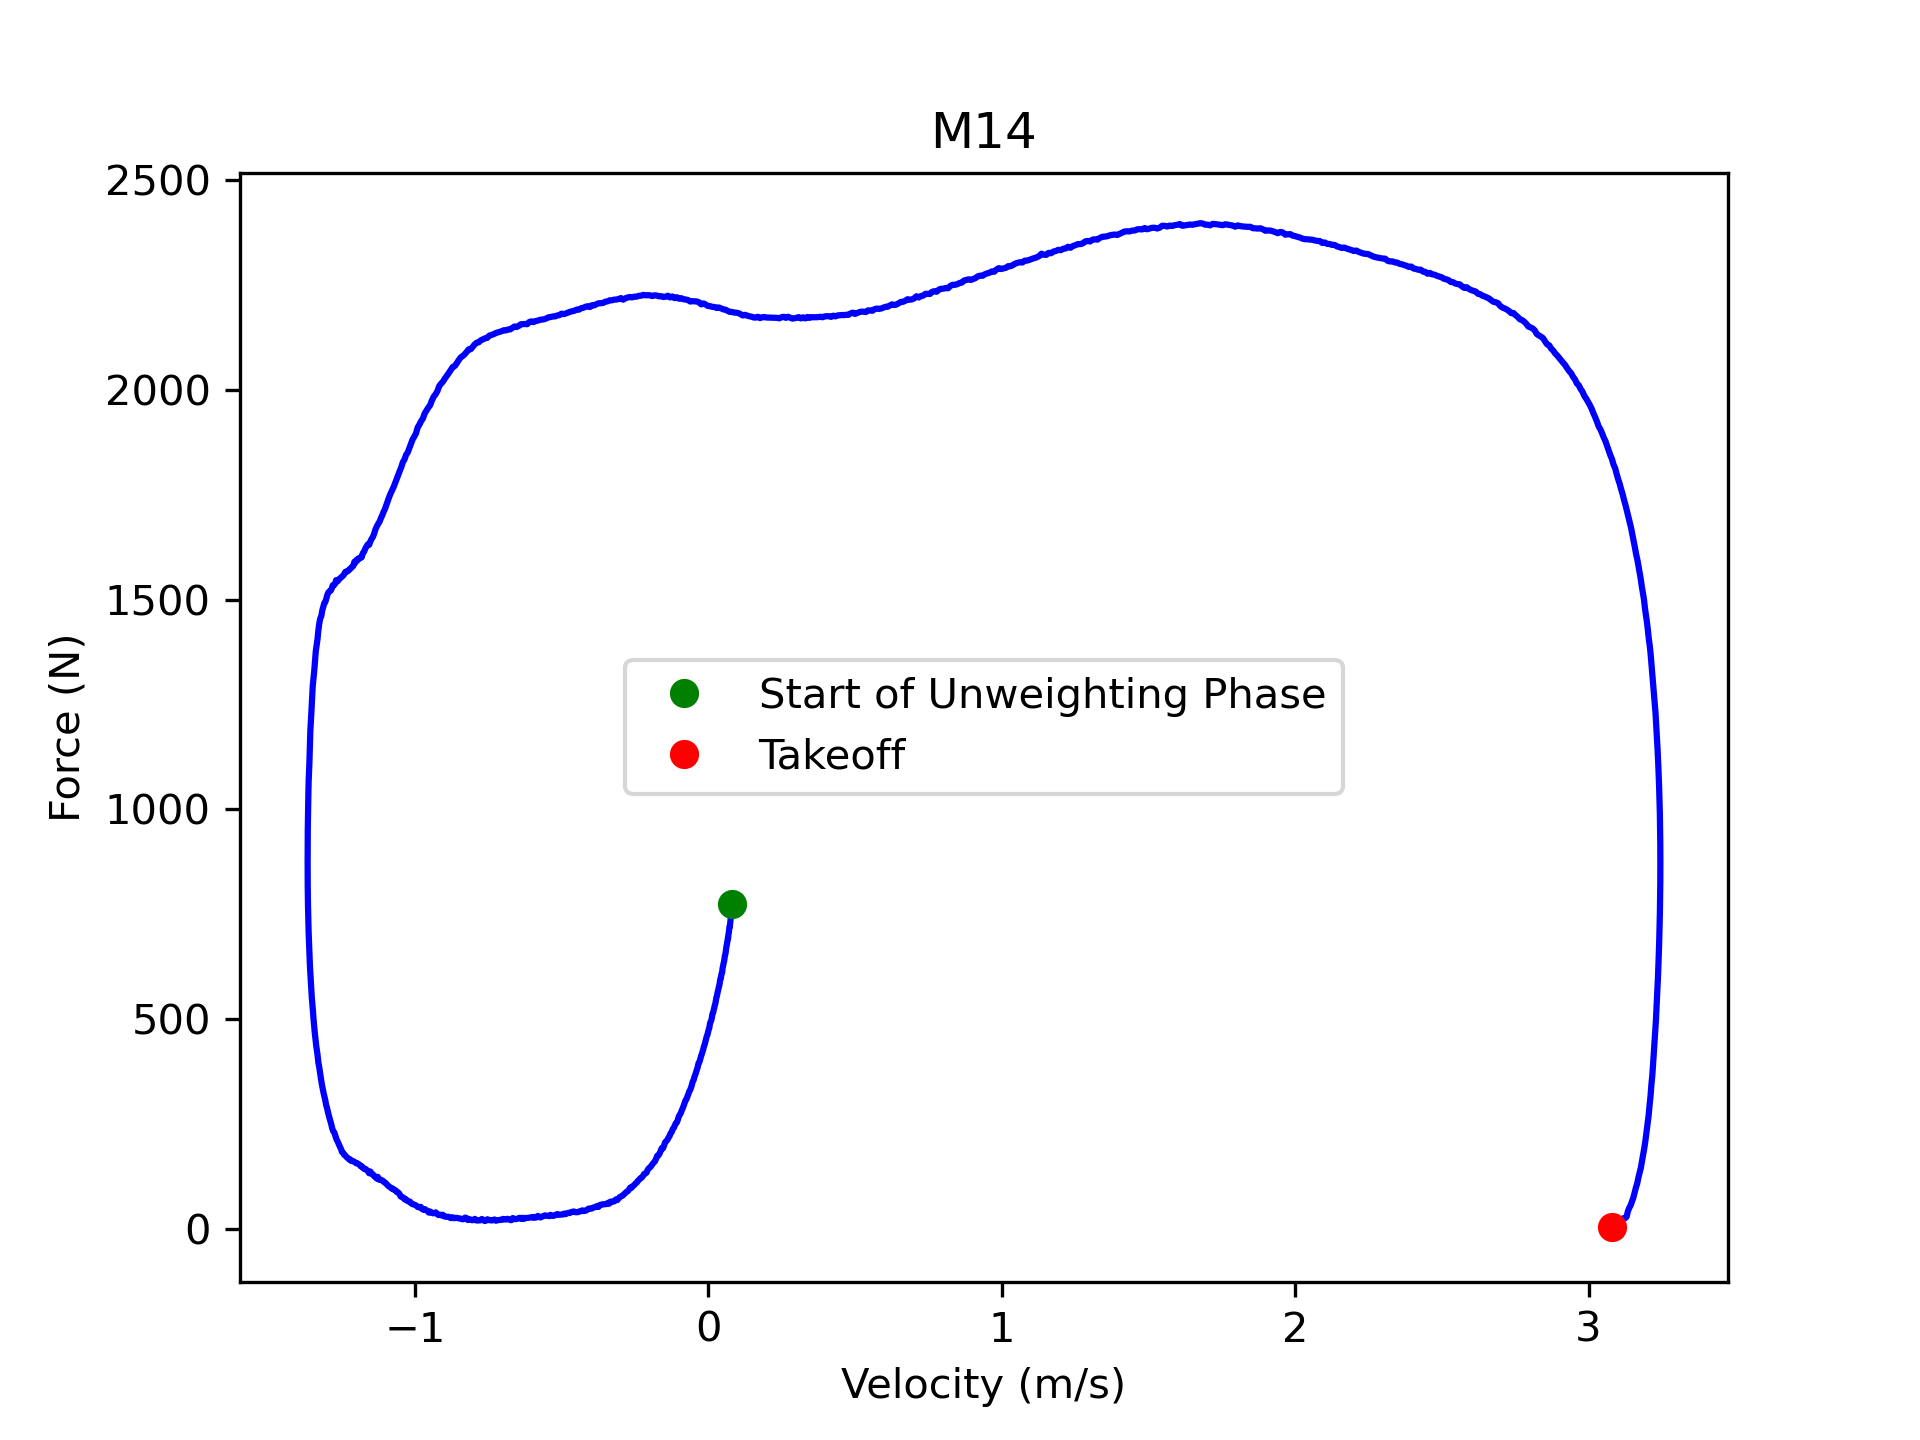 M14
2500
2000
1500
1000
500
0
Force (N)
Start of Unweighting Phase
Takeoff
−1 0 1 2 3
Velocity (m/s)